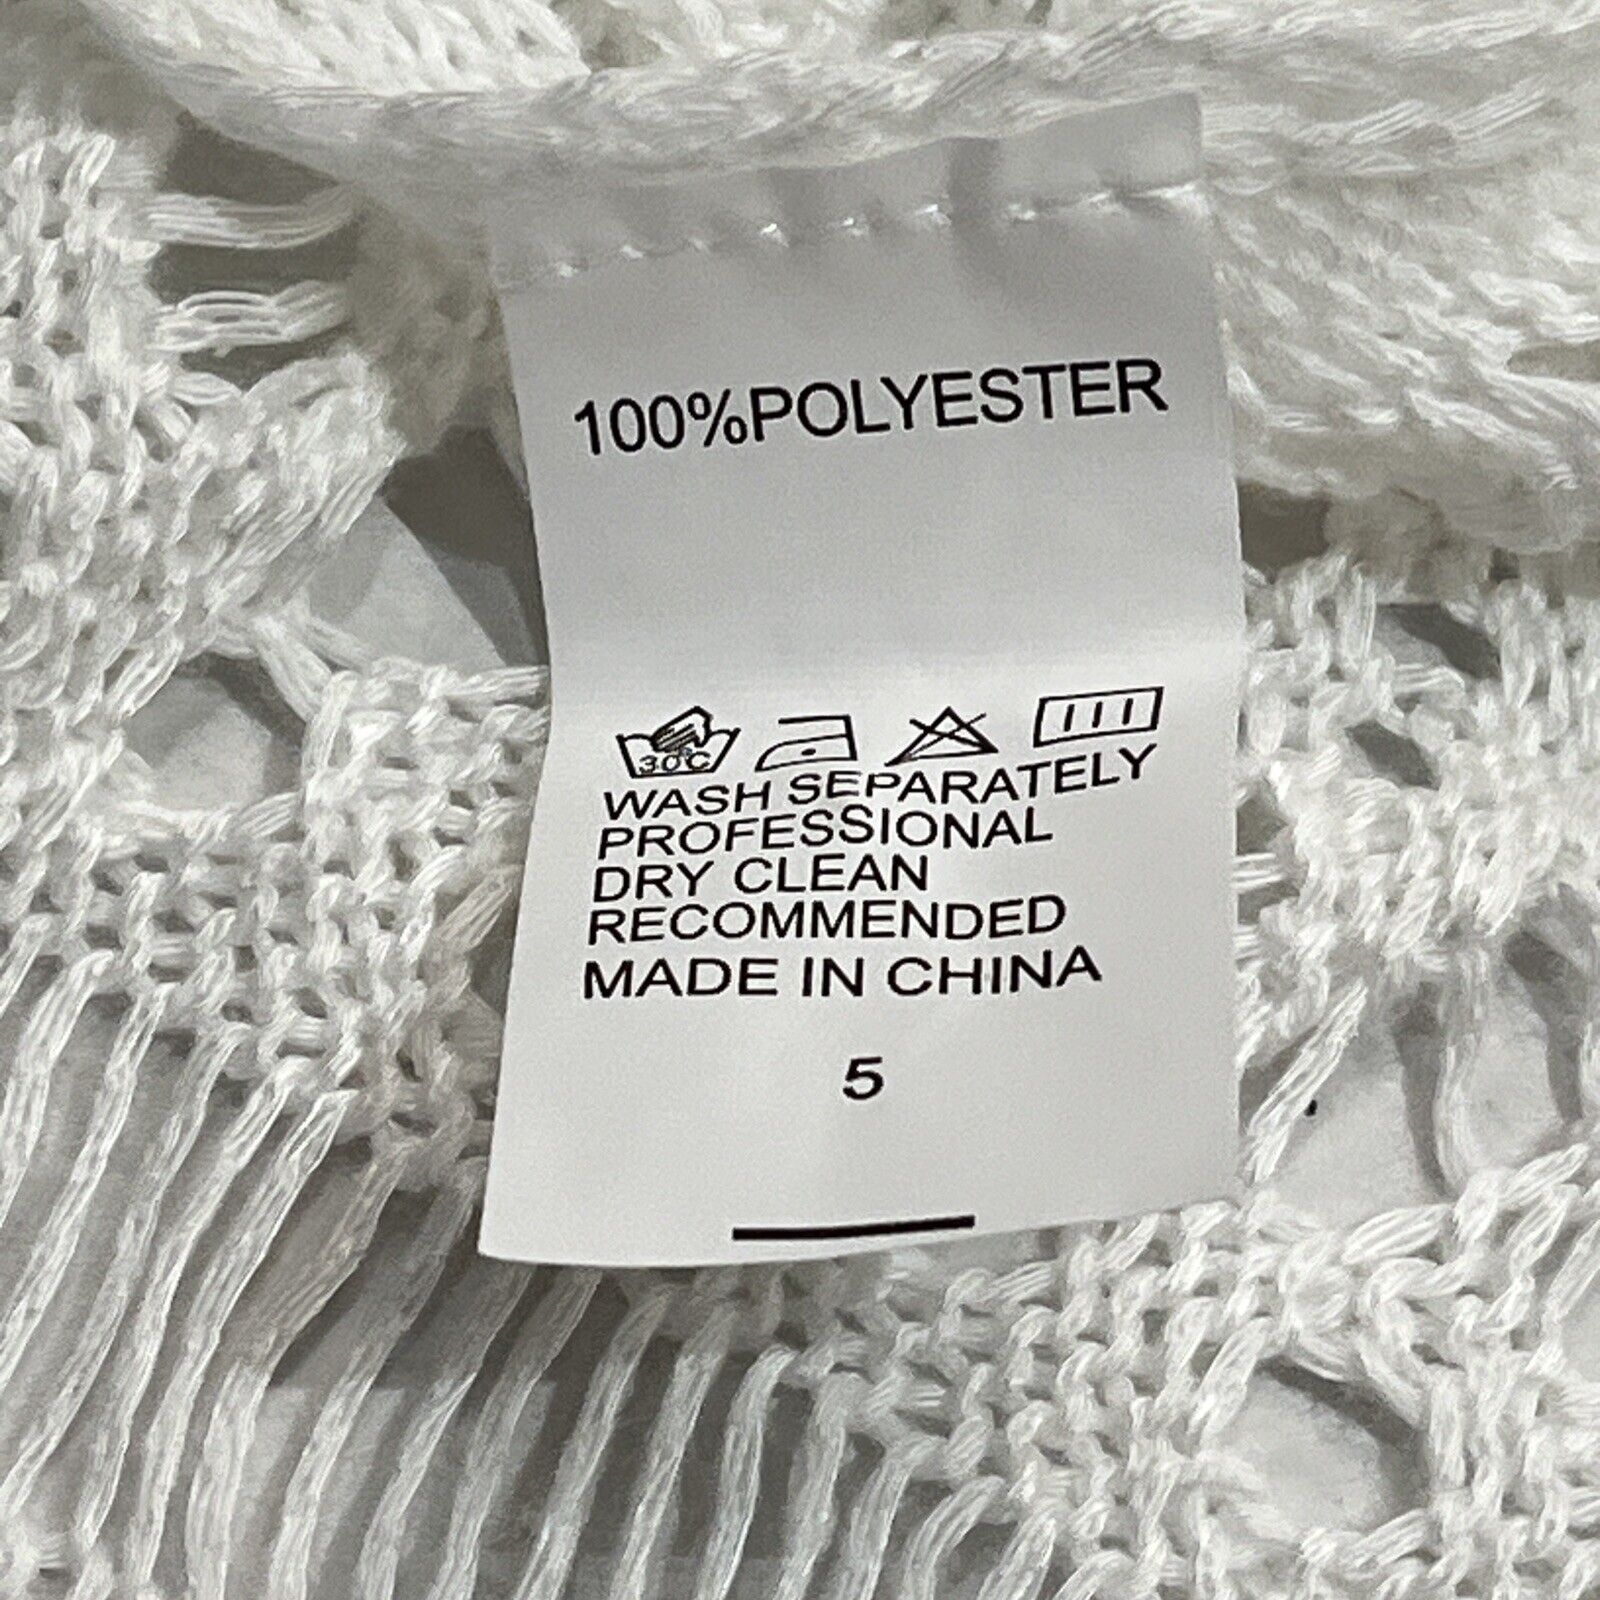 100%POLYESTER
30°C
WASH SEPARATELY
PROFESSIONAL
DRY CLEAN
RECOMMENDED
MADE IN CHINA
5